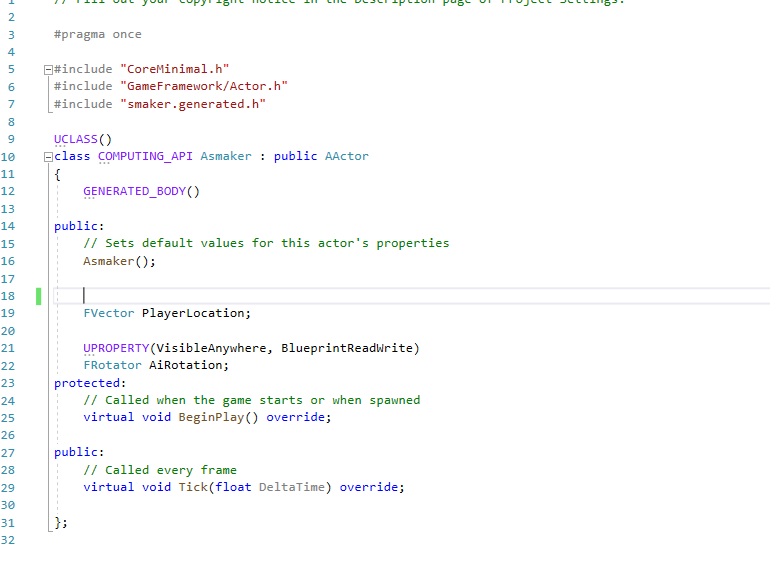 1 // Fill out your copyright notice in the Description page of Project Settings.
2
3 #pragma once
4
5 #include "CoreMinimal.h"
6 #include "GameFramework/Actor.h"
7 #include "smaker.generated.h"
8
9 UCLASS()
10 class COMPUTING_API Asmaker : public AActor
11 {
12 GENERATED_BODY()
13
14 public:
15 // Sets default values for this actor's properties
16 Asmaker();
17
18
19 FVector PlayerLocation;
20
21 UPROPERTY(VisibleAnywhere, BlueprintReadWrite)
22 FRotator AiRotation;
23 protected:
24 // Called when the game starts or when spawned
25 virtual void BeginPlay() override;
26
27 public:
28 // Called every frame
29 virtual void Tick(float DeltaTime) override;
30
31 };
32